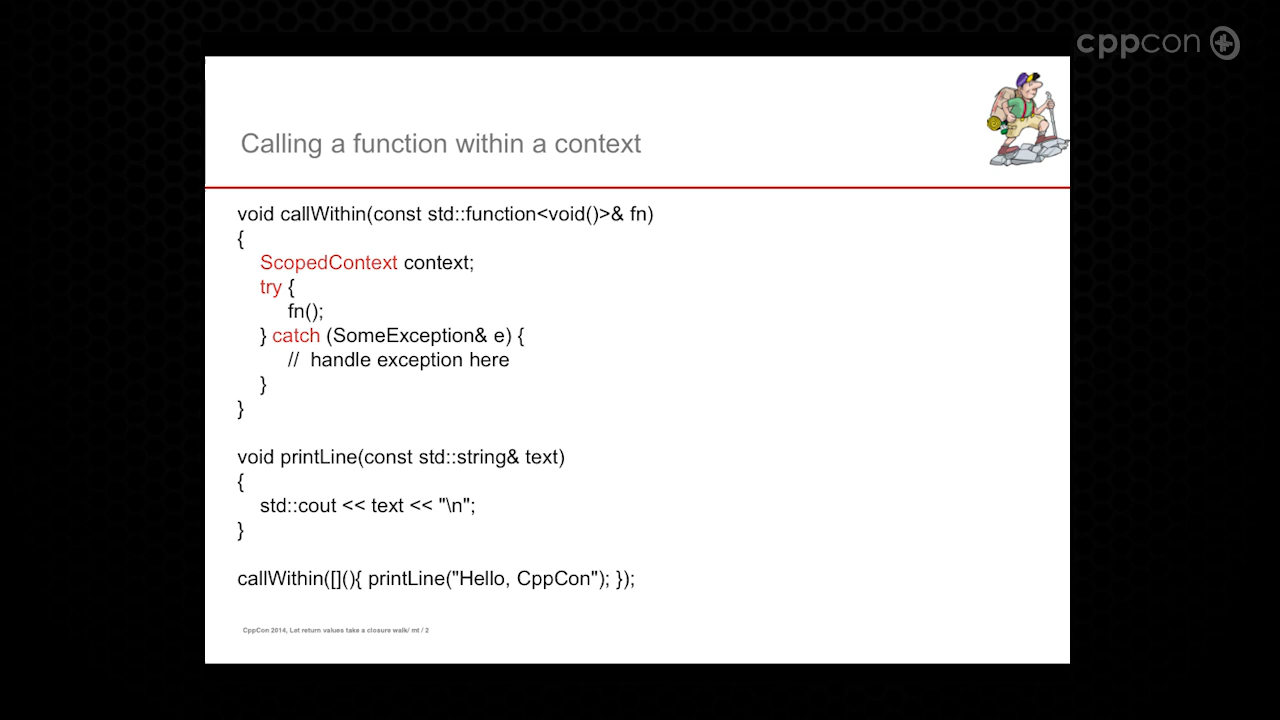 cppcon
Calling a function within a context
void callWithin(const std::function<void()>& fn)
{
ScopedContext context;
try {
fn();
} catch (SomeException& e) {
// handle exception here
}
}
void printLine(const std::string& text)
{
std::cout << text << "\n";
}
callWithin([](){ printLine("Hello, CppCon"); });
CppCon 2014, Let return values take a closure walk/ mt / 2